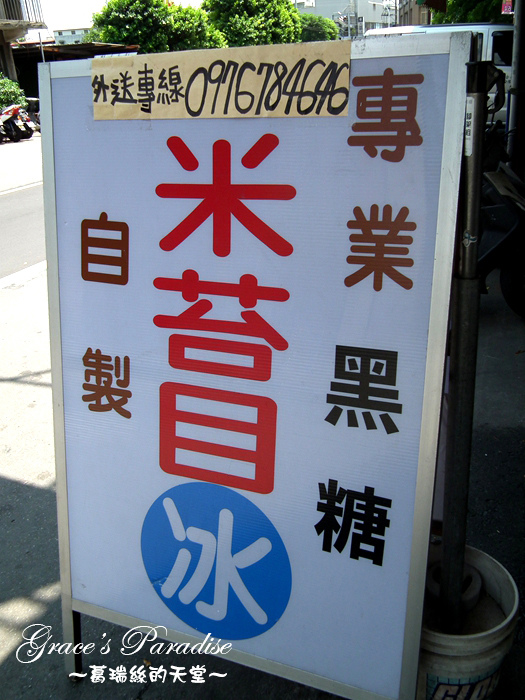 外送專線0976784646
專業黑糖
米苔目冰
自製
Grace's Paradise
～葛瑞絲的天堂～